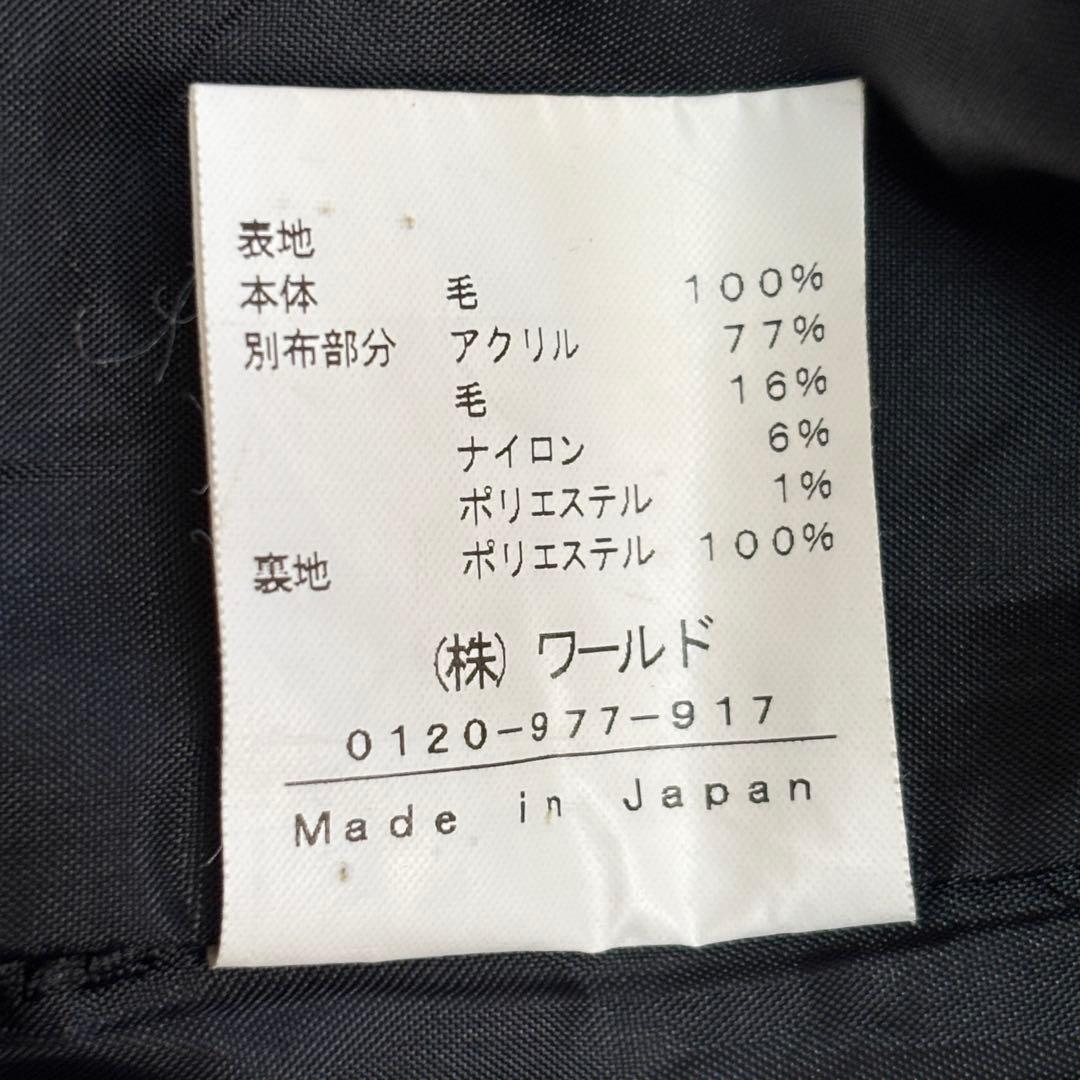 表地
本体 毛 100%
別布部分 アクリル 77%
毛 16%
ナイロン 6%
ポリエステル 1%
裏地 ポリエステル 100%
(株) ワールド
0120-977-917
Made in Japan